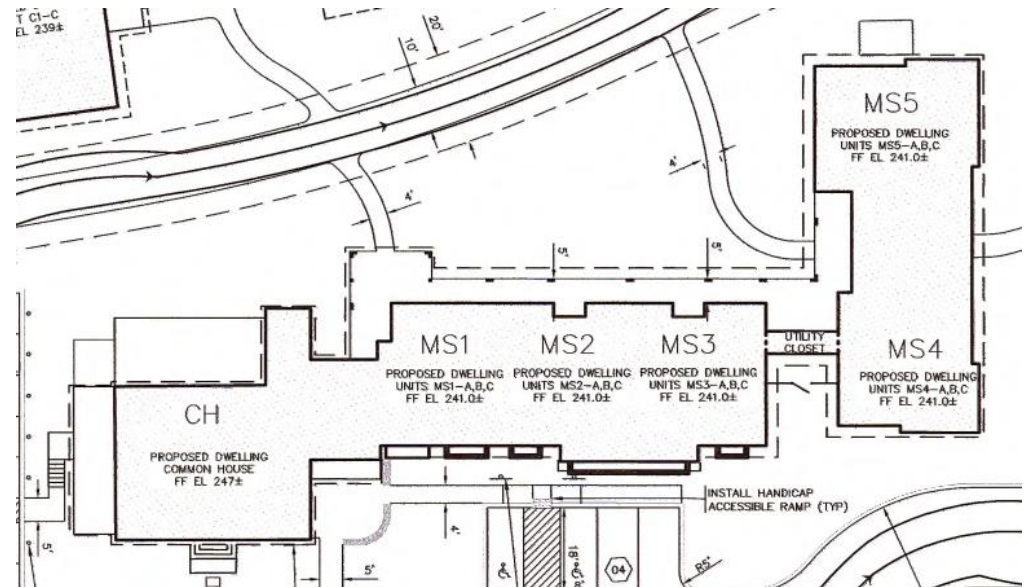 T C1-C
EL 239±
20'
10'
4'
4'
5'
5'
MS5
PROPOSED DWELLING
UNITS MS5-A,B,C
FF EL 241.0±
MS1
PROPOSED DWELLING
UNITS MS1-A,B,C
FF EL 241.0±
MS2
PROPOSED DWELLING
UNITS MS2-A,B,C
FF EL 241.0±
MS3
PROPOSED DWELLING
UNITS MS3-A,B,C
FF EL 241.0±
UTILITY
CLOSET
MS4
PROPOSED DWELLING
UNITS MS4-A,B,C
FF EL 241.0±
CH
PROPOSED DWELLING
COMMON HOUSE
FF EL 247±
INSTALL HANDICAP
ACCESSIBLE RAMP (TYP)
4'
5'
5'
18'
04
R5'